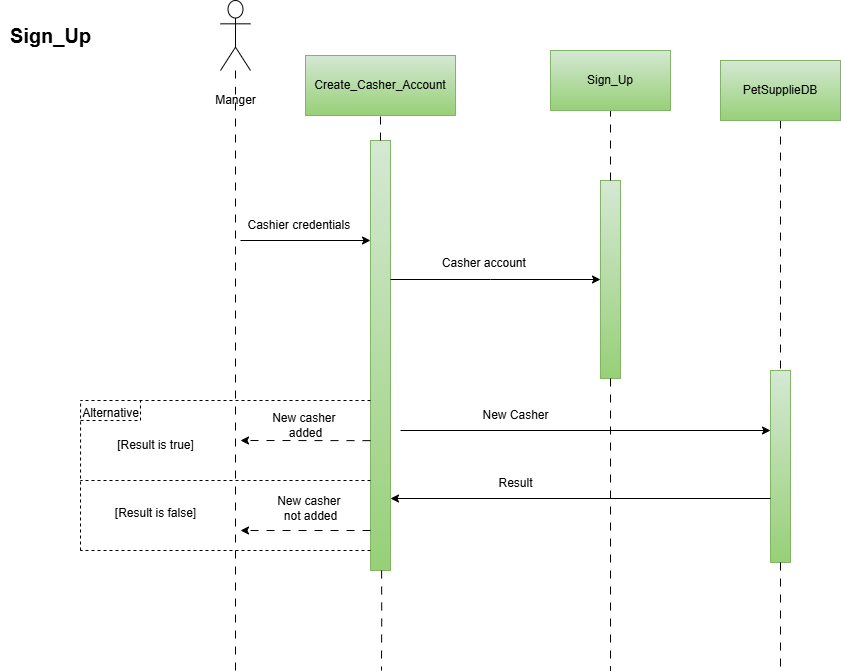 Sign_Up
Manger
Create_Casher_Account
Sign_Up
PetSupplieDB
Cashier credentials
Casher account
Alternative
New casher
added
New Casher
[Result is true]
Result
New casher
not added
[Result is false]